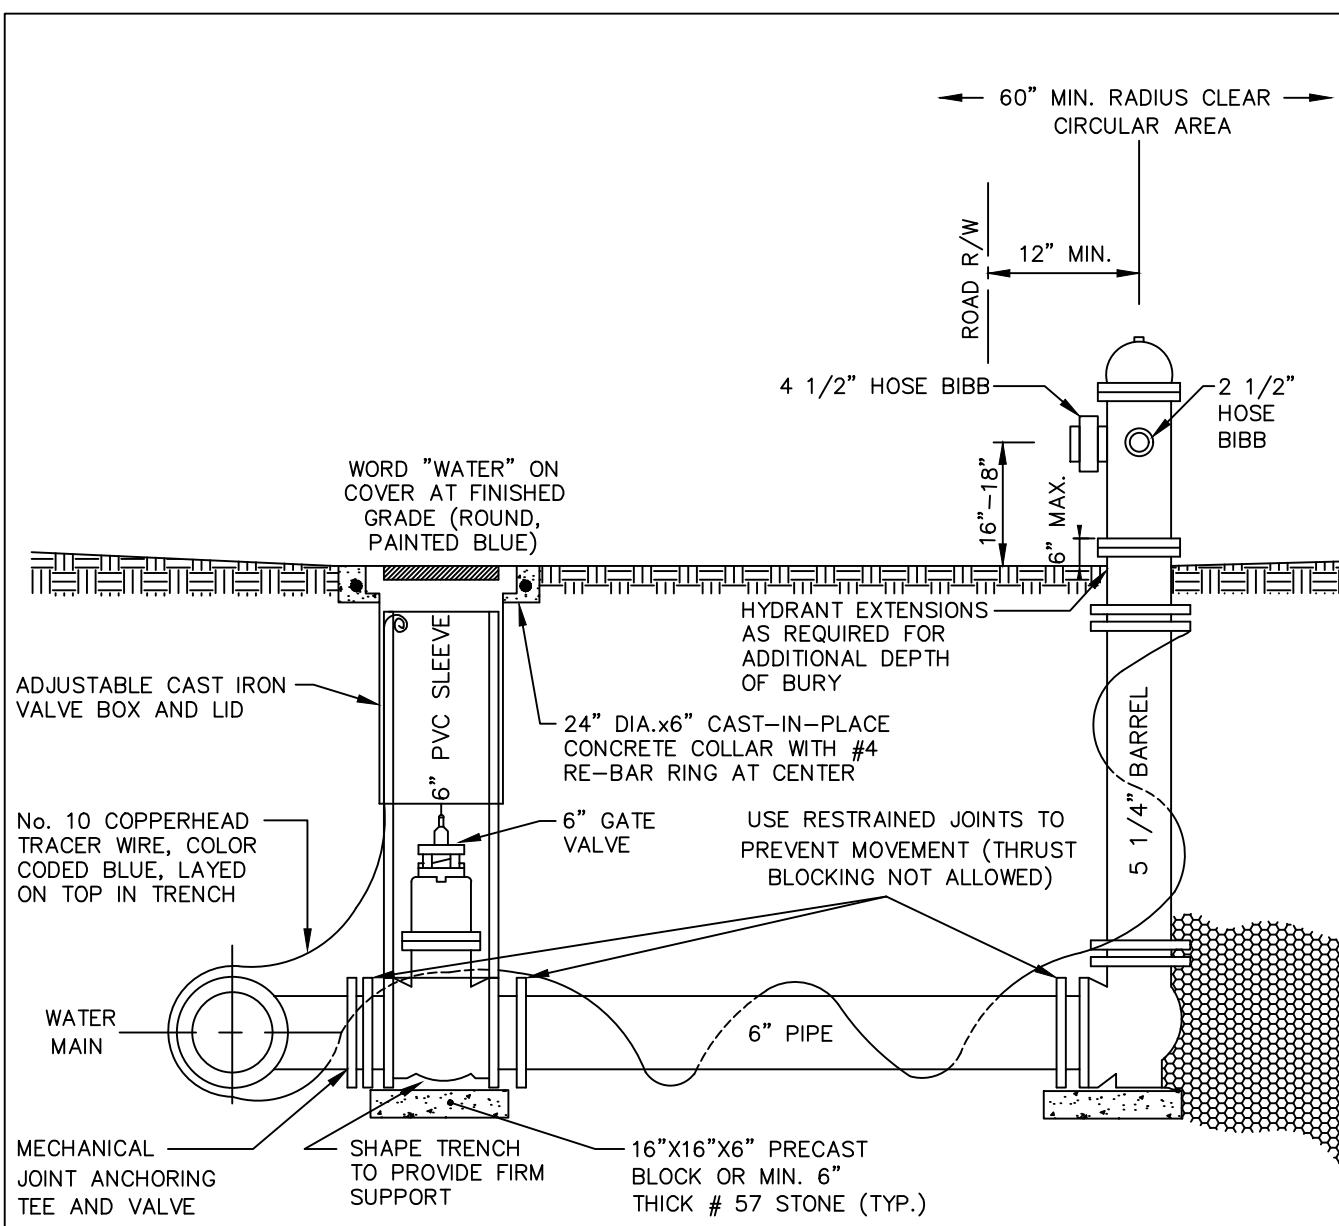 60” MIN. RADIUS CLEAR
CIRCULAR AREA
ROAD R/W
12” MIN.
4 1/2” HOSE BIBB
2 1/2”
HOSE
BIBB
16”-18”
6” MAX.
WORD "WATER" ON
COVER AT FINISHED
GRADE (ROUND,
PAINTED BLUE)
HYDRANT EXTENSIONS
AS REQUIRED FOR
ADDITIONAL DEPTH
OF BURY
ADJUSTABLE CAST IRON
VALVE BOX AND LID
6” PVC SLEEVE
24” DIA.x6” CAST-IN-PLACE
CONCRETE COLLAR WITH #4
RE-BAR RING AT CENTER
5 1/4” BARREL
No. 10 COPPERHEAD
TRACER WIRE, COLOR
CODED BLUE, LAYED
ON TOP IN TRENCH
6” GATE
VALVE
USE RESTRAINED JOINTS TO
PREVENT MOVEMENT (THRUST
BLOCKING NOT ALLOWED)
WATER
MAIN
6” PIPE
MECHANICAL
JOINT ANCHORING
TEE AND VALVE
SHAPE TRENCH
TO PROVIDE FIRM
SUPPORT
16”X16”X6” PRECAST
BLOCK OR MIN. 6”
THICK # 57 STONE (TYP.)